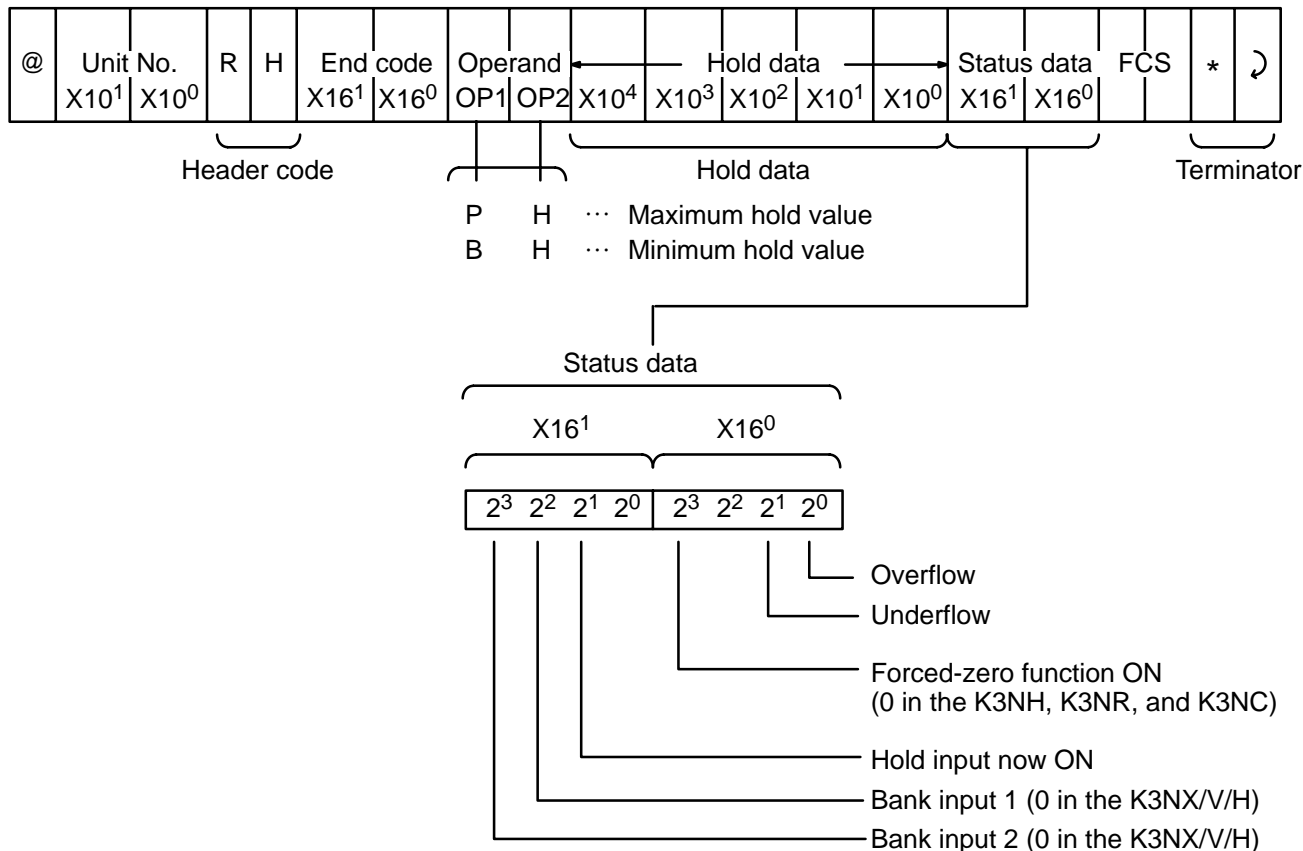 @ Unit No. R H End code Operand Hold data Status data FCS *
X10¹ X10⁰ X16¹ X16⁰ OP1 OP2 X10⁴ X10³ X10² X10¹ X10⁰ X16¹ X16⁰
Header code Hold data Terminator
P H ··· Maximum hold value
B H ··· Minimum hold value
Status data
X16¹ X16⁰
2³ 2² 2¹ 2⁰ 2³ 2² 2¹ 2⁰
Overflow
Underflow
Forced-zero function ON
(0 in the K3NH, K3NR, and K3NC)
Hold input now ON
Bank input 1 (0 in the K3NX/V/H)
Bank input 2 (0 in the K3NX/V/H)